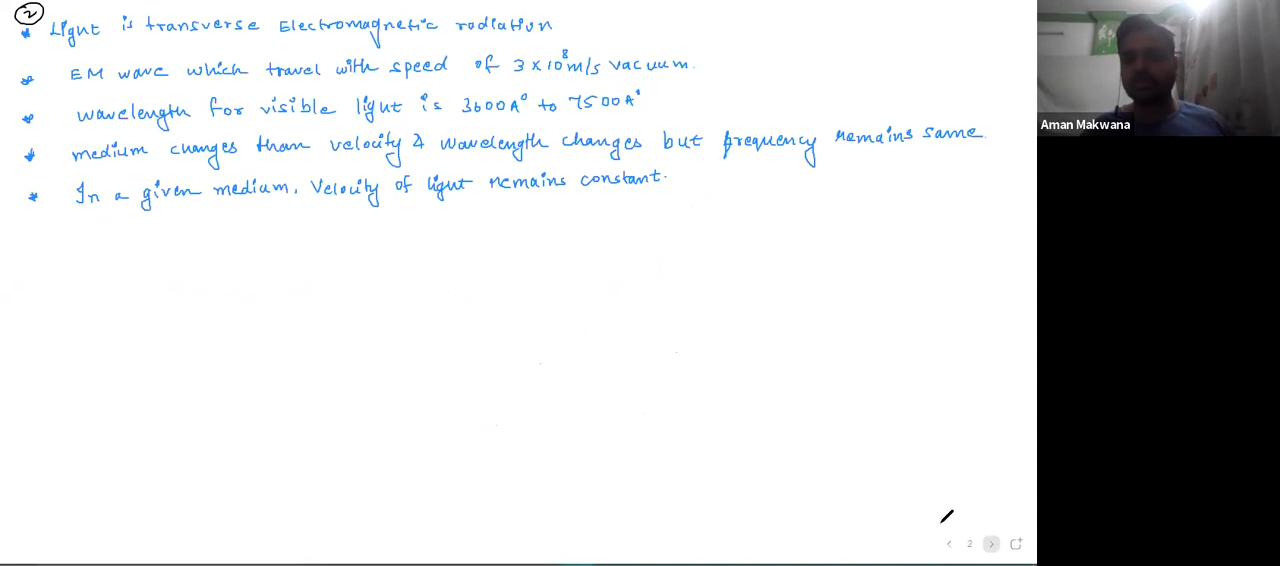 ②
* Light is transverse Electromagnetic radiation
* EM wave which travel with speed of 3 × 10⁸ m/s vacuum.
* wavelength for visible light is 3600A° to 7500A°
* medium changes than velocity & wavelength changes but frequency remains same.
* In a given medium, Velocity of light remains constant.
Aman Makwana
2